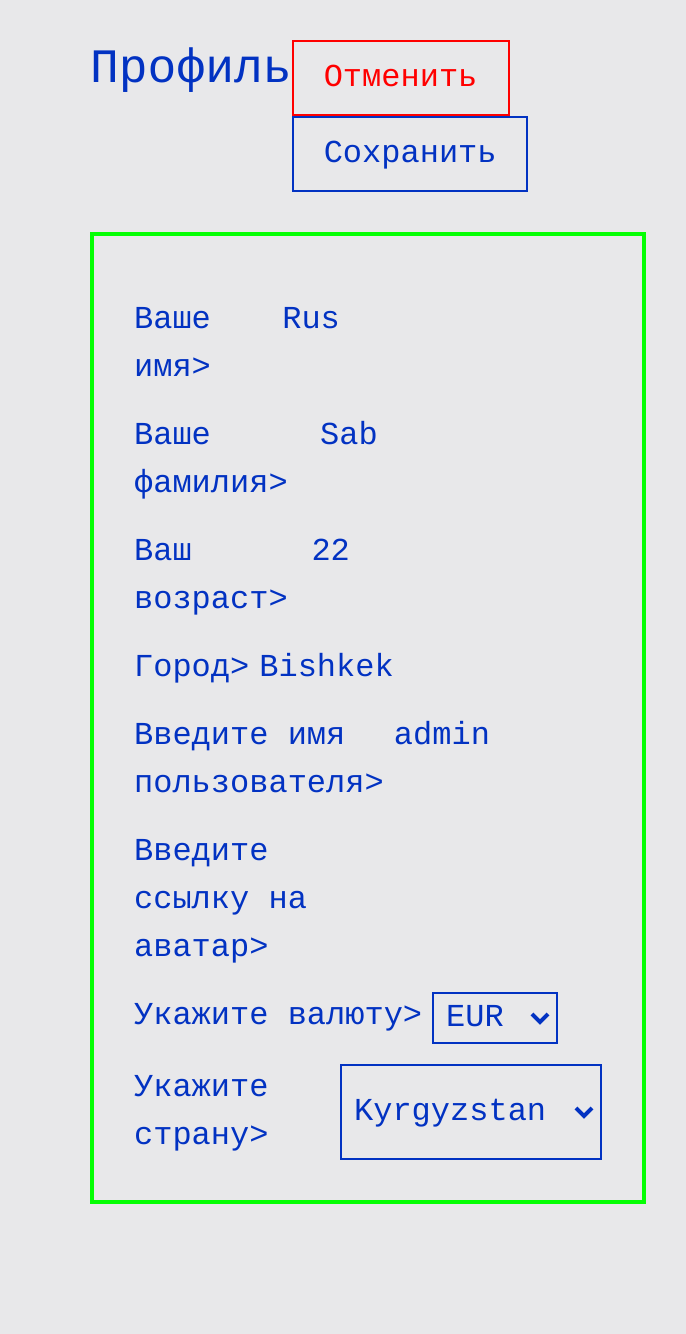 Профиль Отменить
Сохранить
Ваше Rus
имя>
Ваше Sab
фамилия>
Ваш 22
возраст>
Город> Bishkek
Введите имя admin
пользователя>
Введите
ссылку на
аватар>
Укажите валюту> EUR
Укажите
страну> Kyrgyzstan